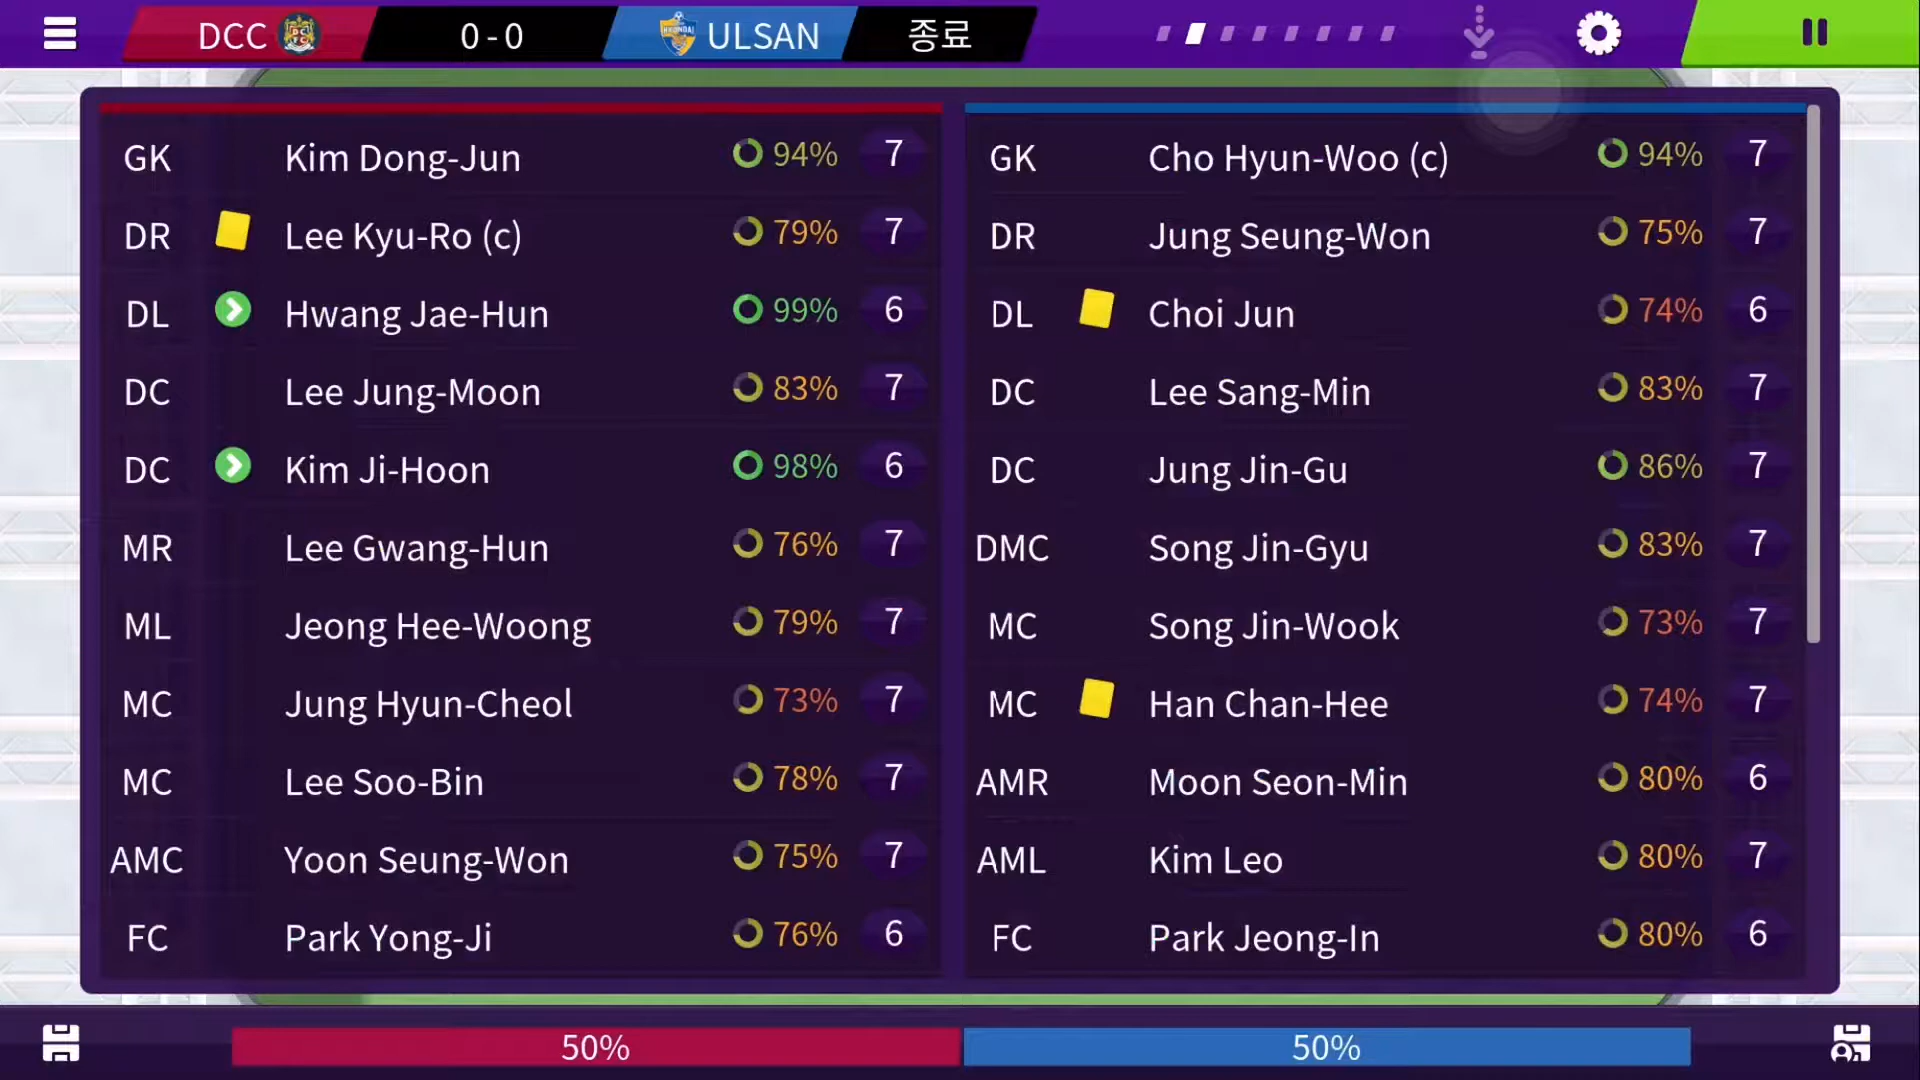 DCC 0 - 0 ULSAN 종료
GK Kim Dong-Jun 94% 7
DR Lee Kyu-Ro (c) 79% 7
DL Hwang Jae-Hun 99% 6
DC Lee Jung-Moon 83% 7
DC Kim Ji-Hoon 98% 6
MR Lee Gwang-Hun 76% 7
ML Jeong Hee-Woong 79% 7
MC Jung Hyun-Cheol 73% 7
MC Lee Soo-Bin 78% 7
AMC Yoon Seung-Won 75% 7
FC Park Yong-Ji 76% 6
GK Cho Hyun-Woo (c) 94% 7
DR Jung Seung-Won 75% 7
DL Choi Jun 74% 6
DC Lee Sang-Min 83% 7
DC Jung Jin-Gu 86% 7
DMC Song Jin-Gyu 83% 7
MC Song Jin-Wook 73% 7
MC Han Chan-Hee 74% 7
AMR Moon Seon-Min 80% 6
AML Kim Leo 80% 7
FC Park Jeong-In 80% 6
50% 50%